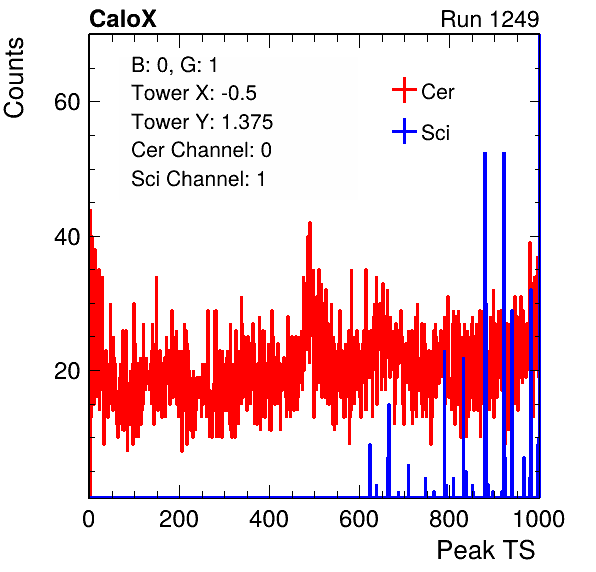 CaloX Run 1249
Counts
B: 0, G: 1
Tower X: -0.5
Tower Y: 1.375
Cer Channel: 0
Sci Channel: 1
Cer
Sci
60
40
20
0 200 400 600 800 1000
Peak TS